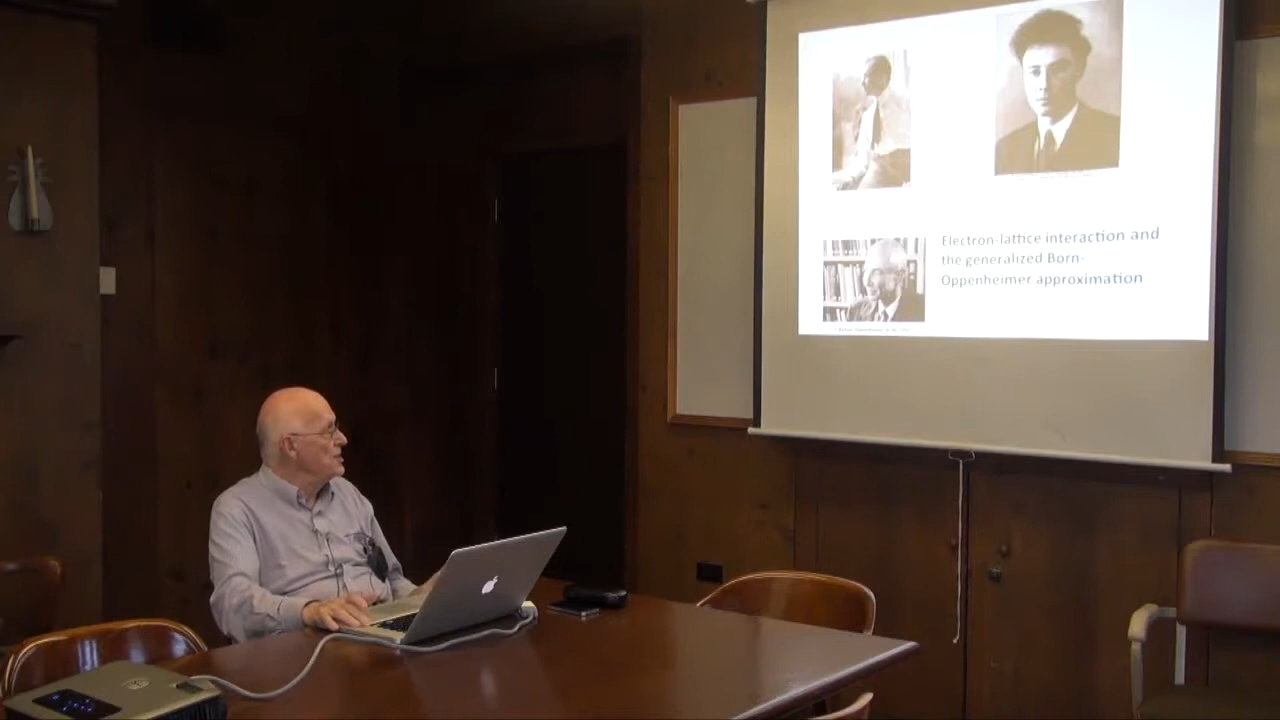 Electron-lattice interaction and
the generalized Born-
Oppenheimer approximation